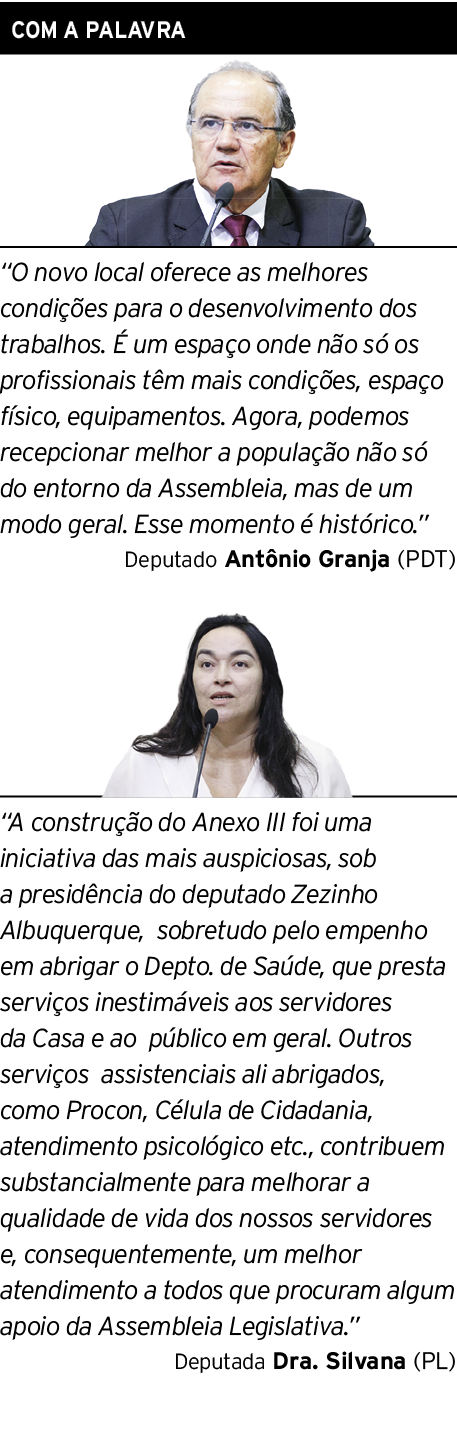 COM A PALAVRA
“O novo local oferece as melhores
condições para o desenvolvimento dos
trabalhos. É um espaço onde não só os
profissionais têm mais condições, espaço
físico, equipamentos. Agora, podemos
recepcionar melhor a população não só
do entorno da Assembleia, mas de um
modo geral. Esse momento é histórico.”
Deputado Antônio Granja (PDT)
“A construção do Anexo III foi uma
iniciativa das mais auspiciosas, sob
a presidência do deputado Zezinho
Albuquerque,  sobretudo pelo empenho
em abrigar o Depto. de Saúde, que presta
serviços inestimáveis aos servidores
da Casa e ao  público em geral. Outros
serviços  assistenciais ali abrigados,
como Procon, Célula de Cidadania,
atendimento psicológico etc., contribuem
substancialmente para melhorar a
qualidade de vida dos nossos servidores
e, consequentemente, um melhor
atendimento a todos que procuram algum
apoio da Assembleia Legislativa.”
Deputada Dra. Silvana (PL)